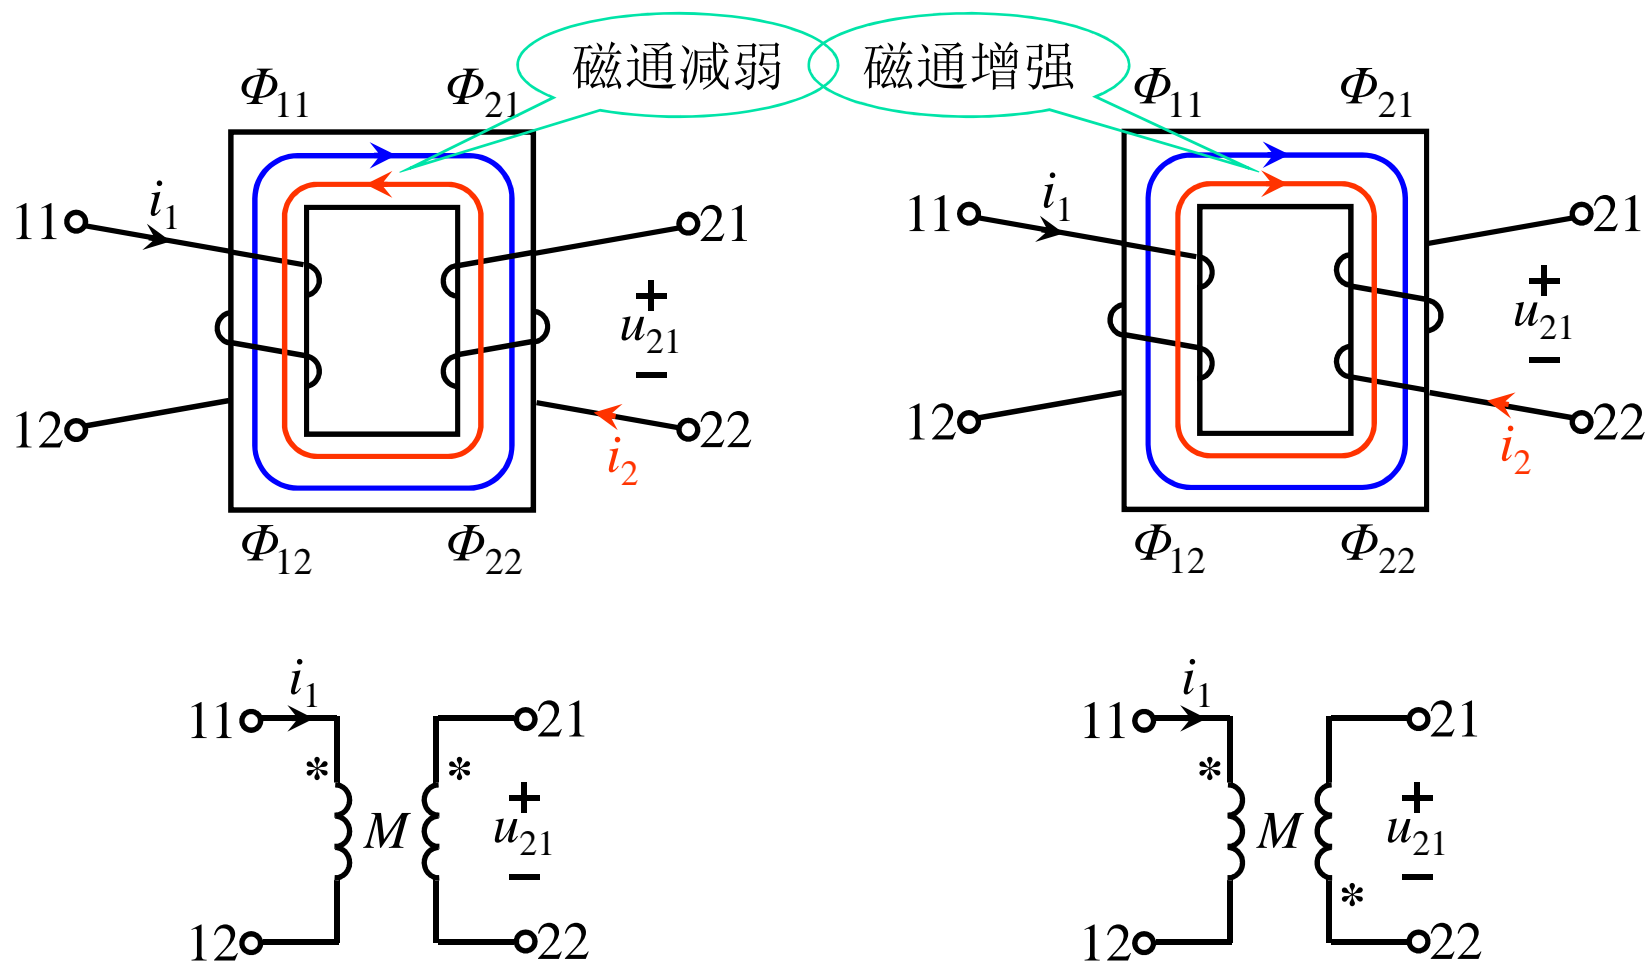 磁通减弱 磁通增强
Φ11 Φ21 Φ11 Φ21
i1 i1
11 21 11 21
+ +
u21 u21
− −
12 22 12 22
i2 i2
Φ12 Φ22 Φ12 Φ22
i1 i1
11 21 11 21
* * * *
+ +
M u21 M u21
− −
*
12 22 12 22